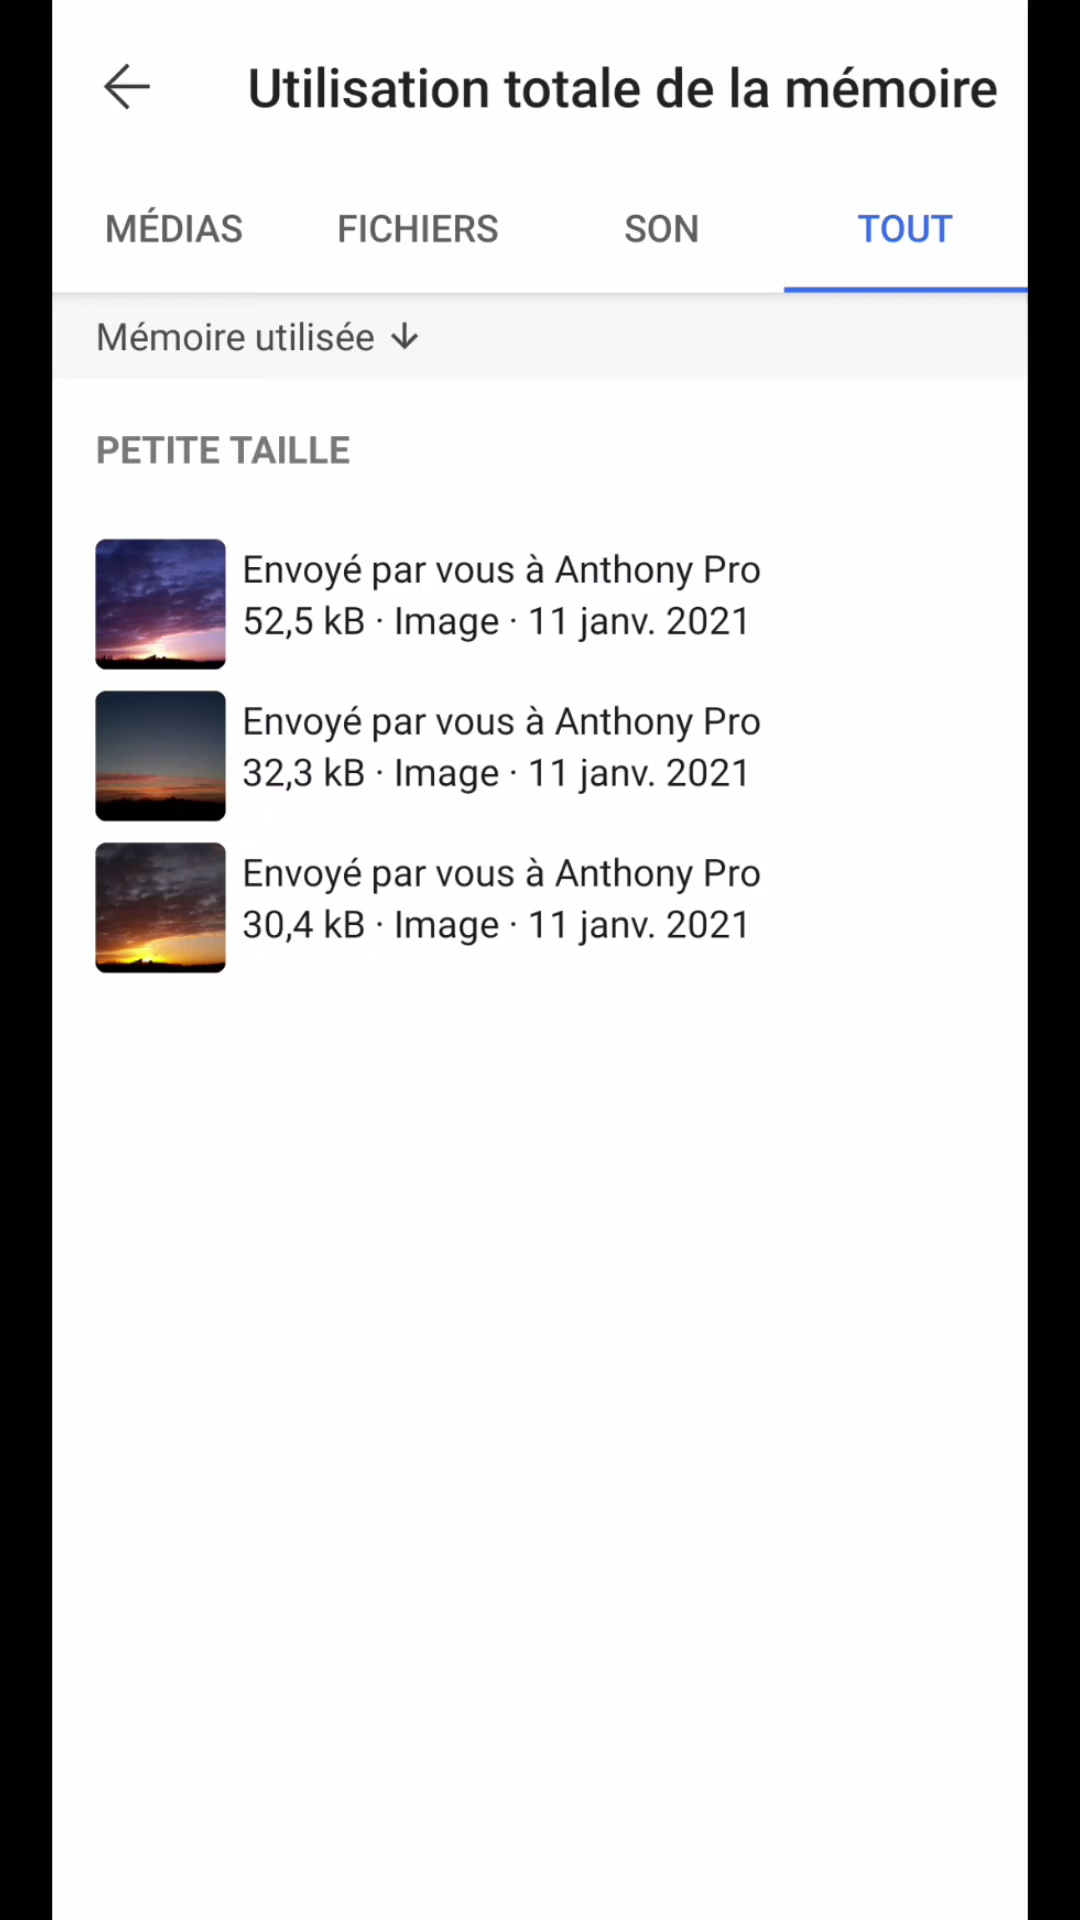 Utilisation totale de la mémoire
MÉDIAS FICHIERS SON TOUT
Mémoire utilisée ↓
PETITE TAILLE
Envoyé par vous à Anthony Pro
52,5 kB · Image · 11 janv. 2021
Envoyé par vous à Anthony Pro
32,3 kB · Image · 11 janv. 2021
Envoyé par vous à Anthony Pro
30,4 kB · Image · 11 janv. 2021